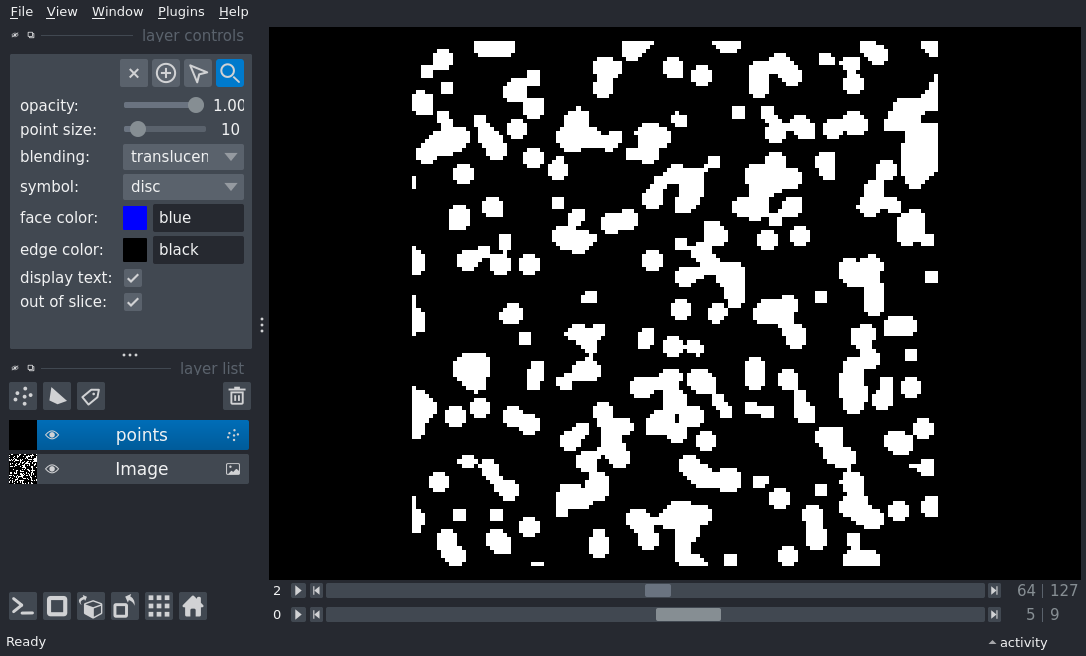 File View Window Plugins Help
layer controls
opacity: 1.00
point size: 10
blending: translucen
symbol: disc
face color: blue
edge color: black
display text:
out of slice:
layer list
points
Image
2 64 127
0 5 9
Ready activity